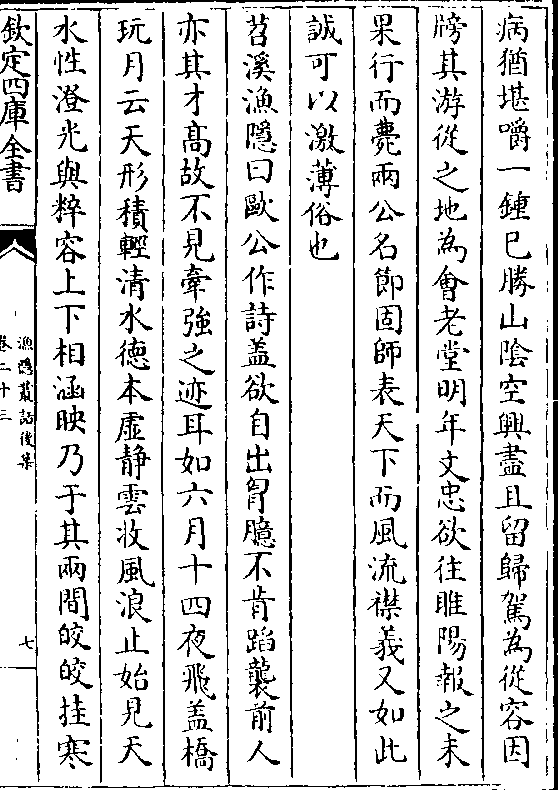 病猶堪嚼一鍾已勝山陰空興盡且留歸駕為從容因
牓其游從之地為會老堂明年文忠欲往睢陽報之未
果行而薨兩公名節固師表天下而風流襟義又如此
誠可以激薄俗也
苕溪漁隱曰歐公作詩盖欲自出胷臆不肯蹈襲前人
亦其才髙故不見牽強之迹耳如六月十四夜飛盖橋
玩月云天形積輕清水德本虛静雲收風浪止始見天
水性澄光與粹容上下相涵映乃于其兩間皎皎挂寒
欽定四庫全書
漁隱叢話後集
卷二十三
七